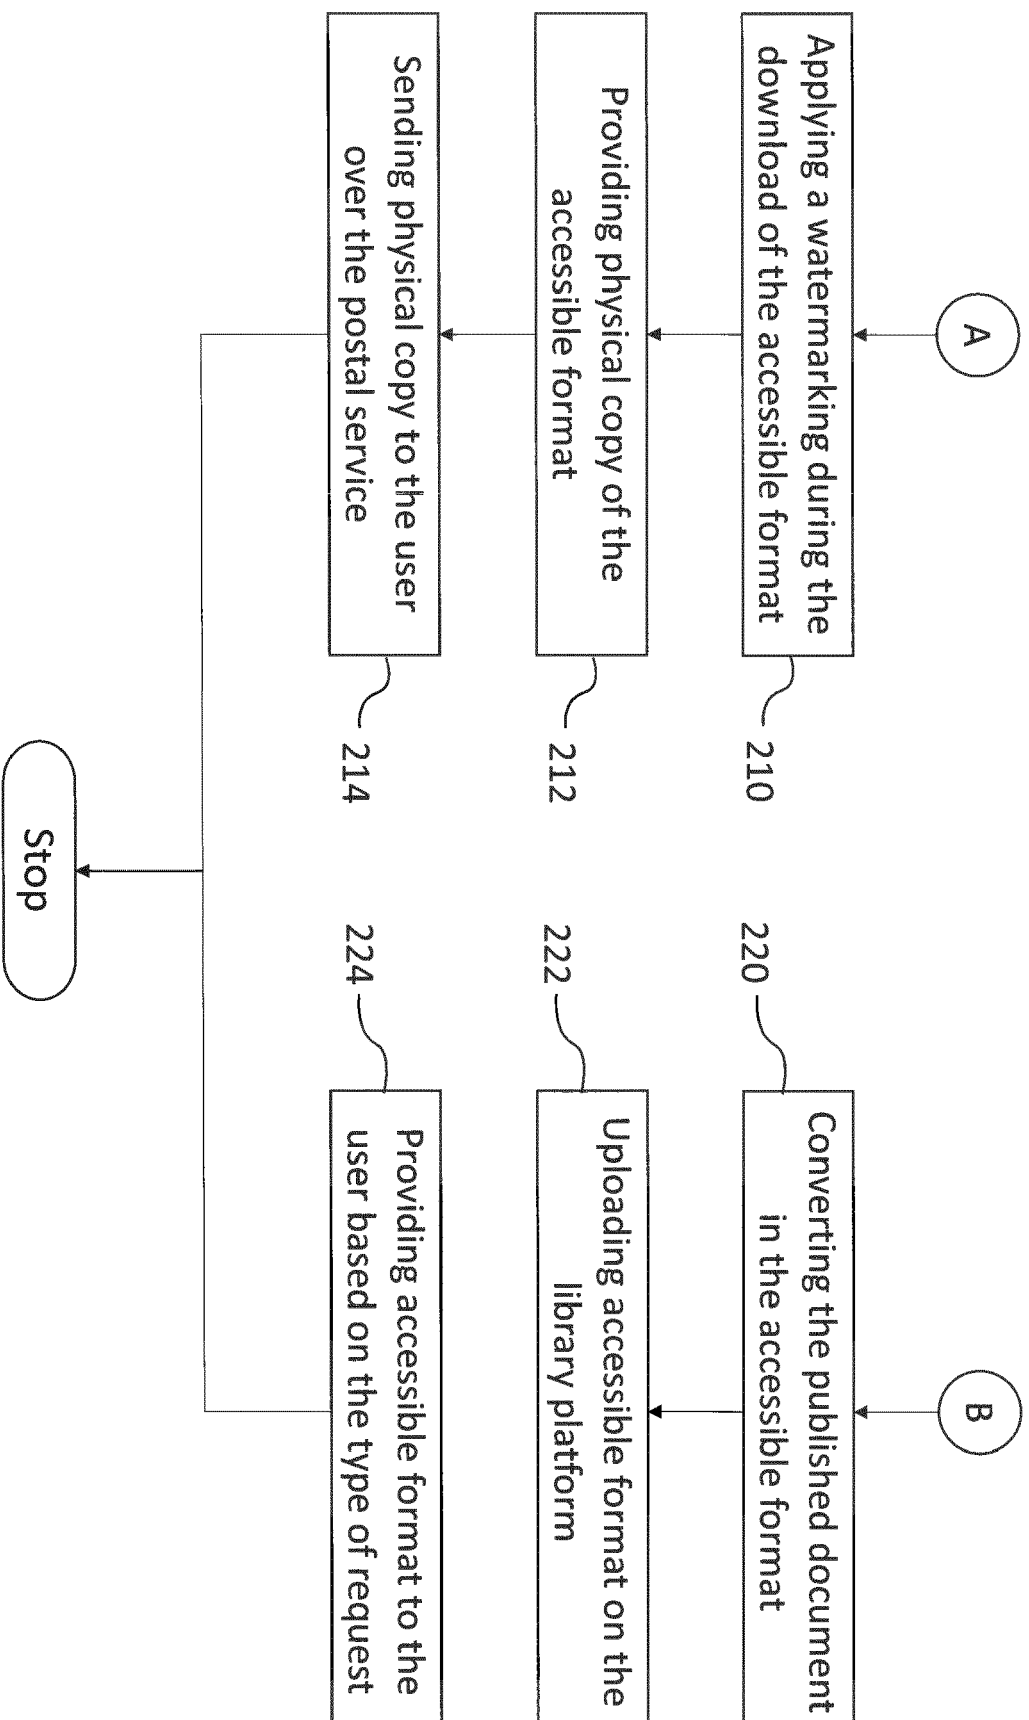 A
Applying a watermarking during the
download of the accessible format
210
Providing physical copy of the
accessible format
212
Sending physical copy to the user
over the postal service
214
B
Converting the published document
in the accessible format
220
Uploading accessible format on the
library platform
222
Providing accessible format to the
user based on the type of request
224
Stop